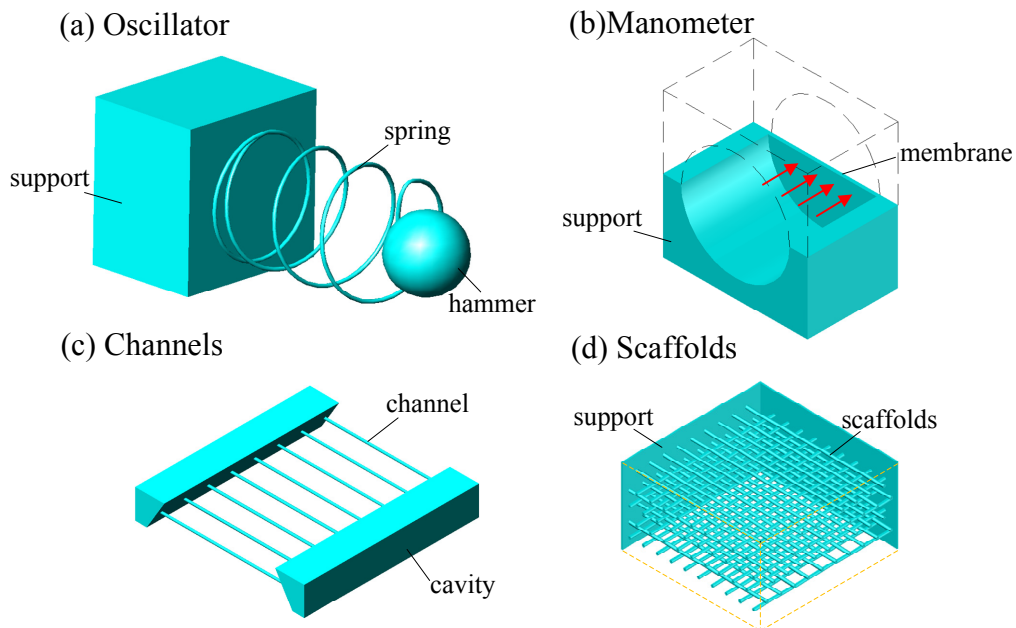 (a) Oscillator
support
spring
hammer
(b)Manometer
membrane
support
(c) Channels
channel
cavity
(d) Scaffolds
support
scaffolds